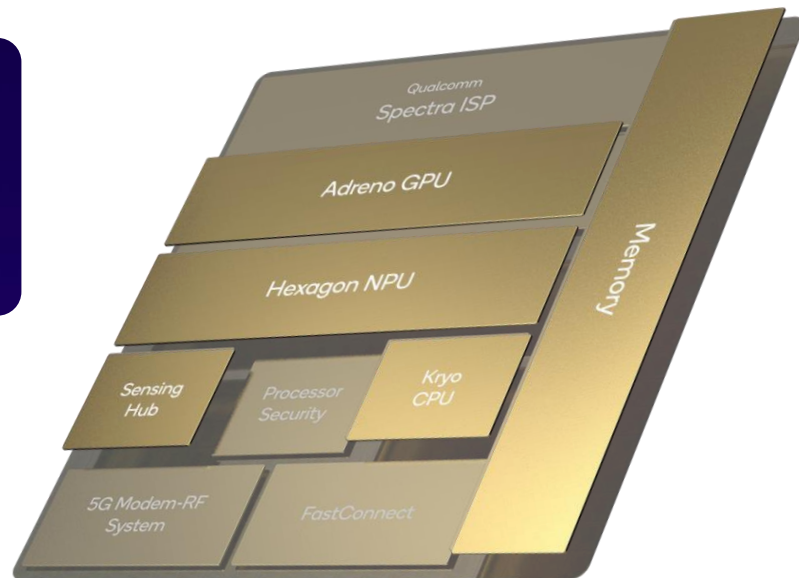 Qualcomm
Spectra ISP
Adreno GPU
Memory
Hexagon NPU
Sensing
Hub
Processor
Security
Kryo
CPU
5G Modem-RF
System
FastConnect